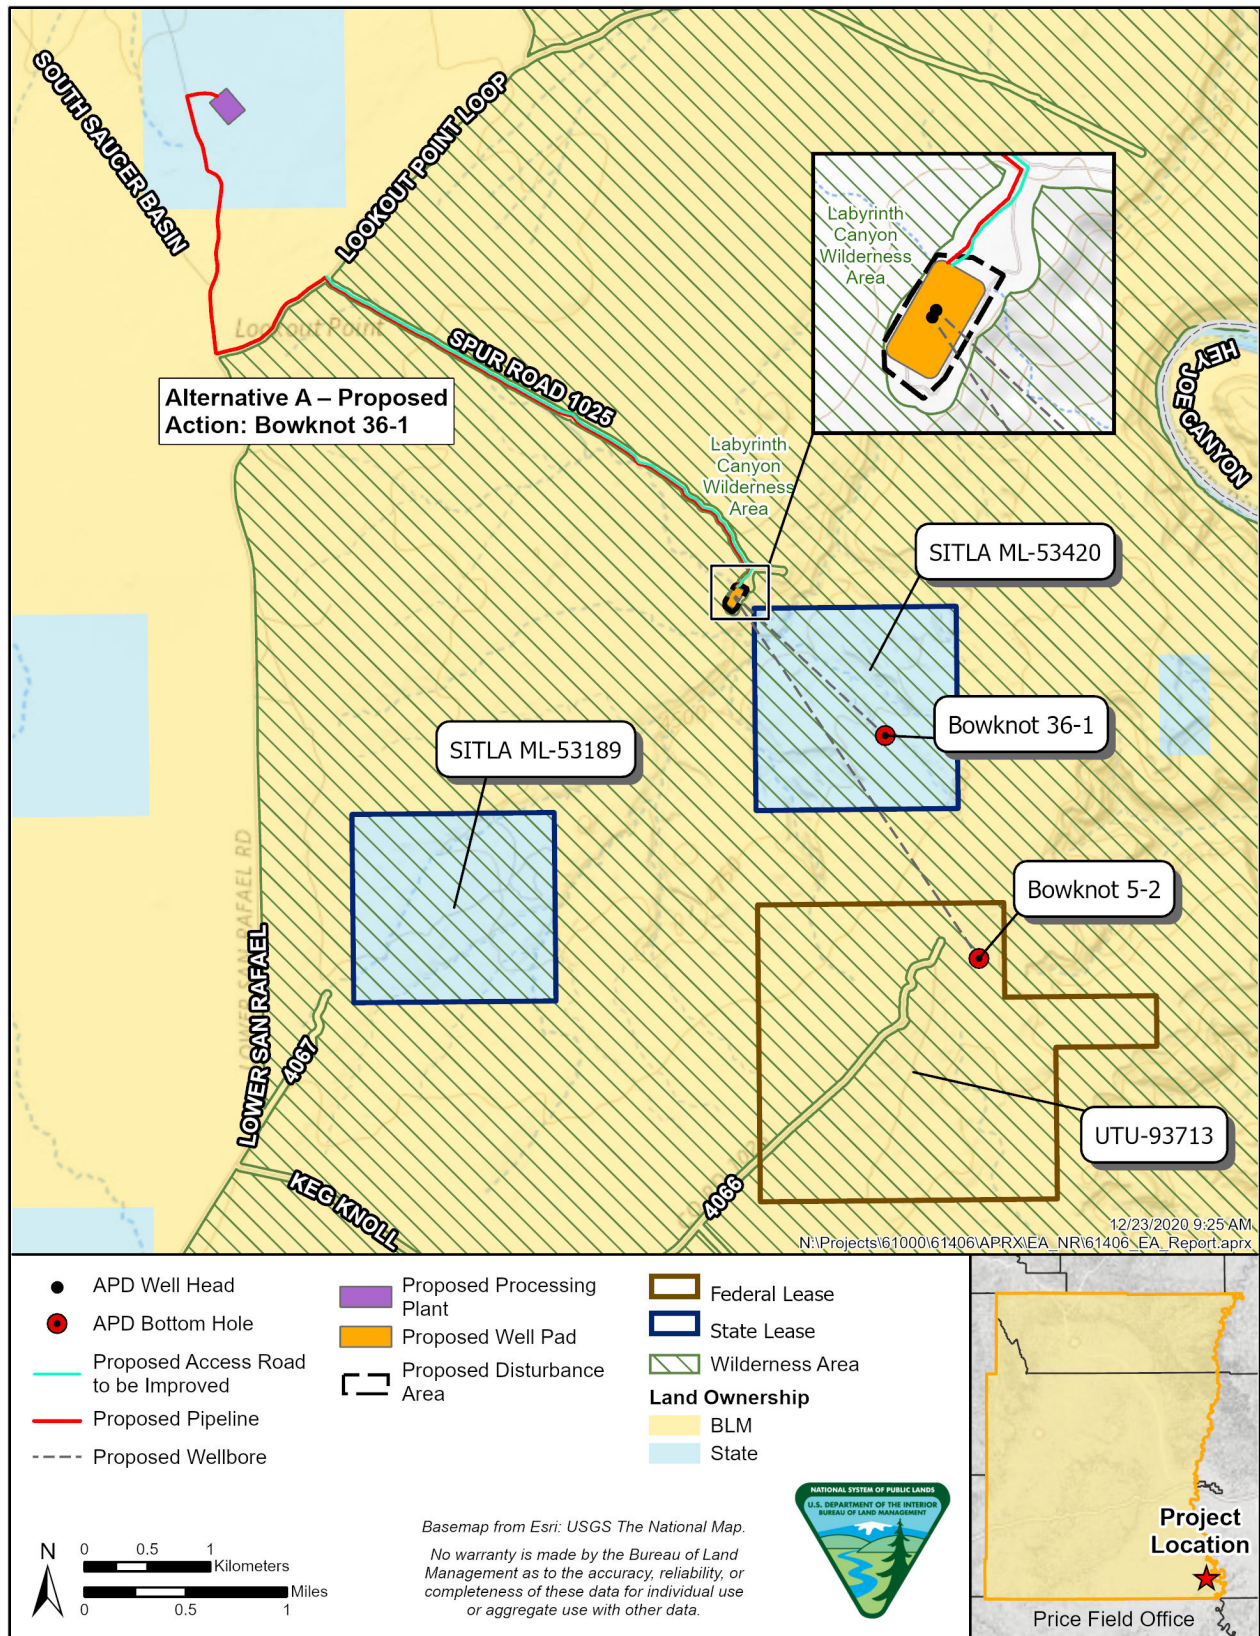 SOUTH SAUCER BASIN
LOOKOUT POINT LOOP
Lookout Point
SPUR ROAD 1025
Alternative A – Proposed
Action: Bowknot 36-1
Labyrinth
Canyon
Wilderness
Area
Labyrinth
Canyon
Wilderness
Area
HEY JOE CANYON
SITLA ML-53420
Bowknot 36-1
SITLA ML-53189
Bowknot 5-2
UTU-93713
LOWER SAN RAFAEL RD
LOWER SAN RAFAEL
4067
KEG KNOLL
4066
12/23/2020 9:25 AM
N:\Projects\61000\61406\APRX\EA_NR\61406_EA_Report.aprx
APD Well Head
APD Bottom Hole
Proposed Access Road
to be Improved
Proposed Pipeline
Proposed Wellbore
Proposed Processing
Plant
Proposed Well Pad
Proposed Disturbance
Area
Federal Lease
State Lease
Wilderness Area
Land Ownership
BLM
State
N
0 0.5 1
Kilometers
Miles
0 0.5 1
Basemap from Esri: USGS The National Map.
No warranty is made by the Bureau of Land
Management as to the accuracy, reliability, or
completeness of these data for individual use
or aggregate use with other data.
NATIONAL SYSTEM OF PUBLIC LANDS
U.S. DEPARTMENT OF THE INTERIOR
BUREAU OF LAND MANAGEMENT
Project
Location
Price Field Office